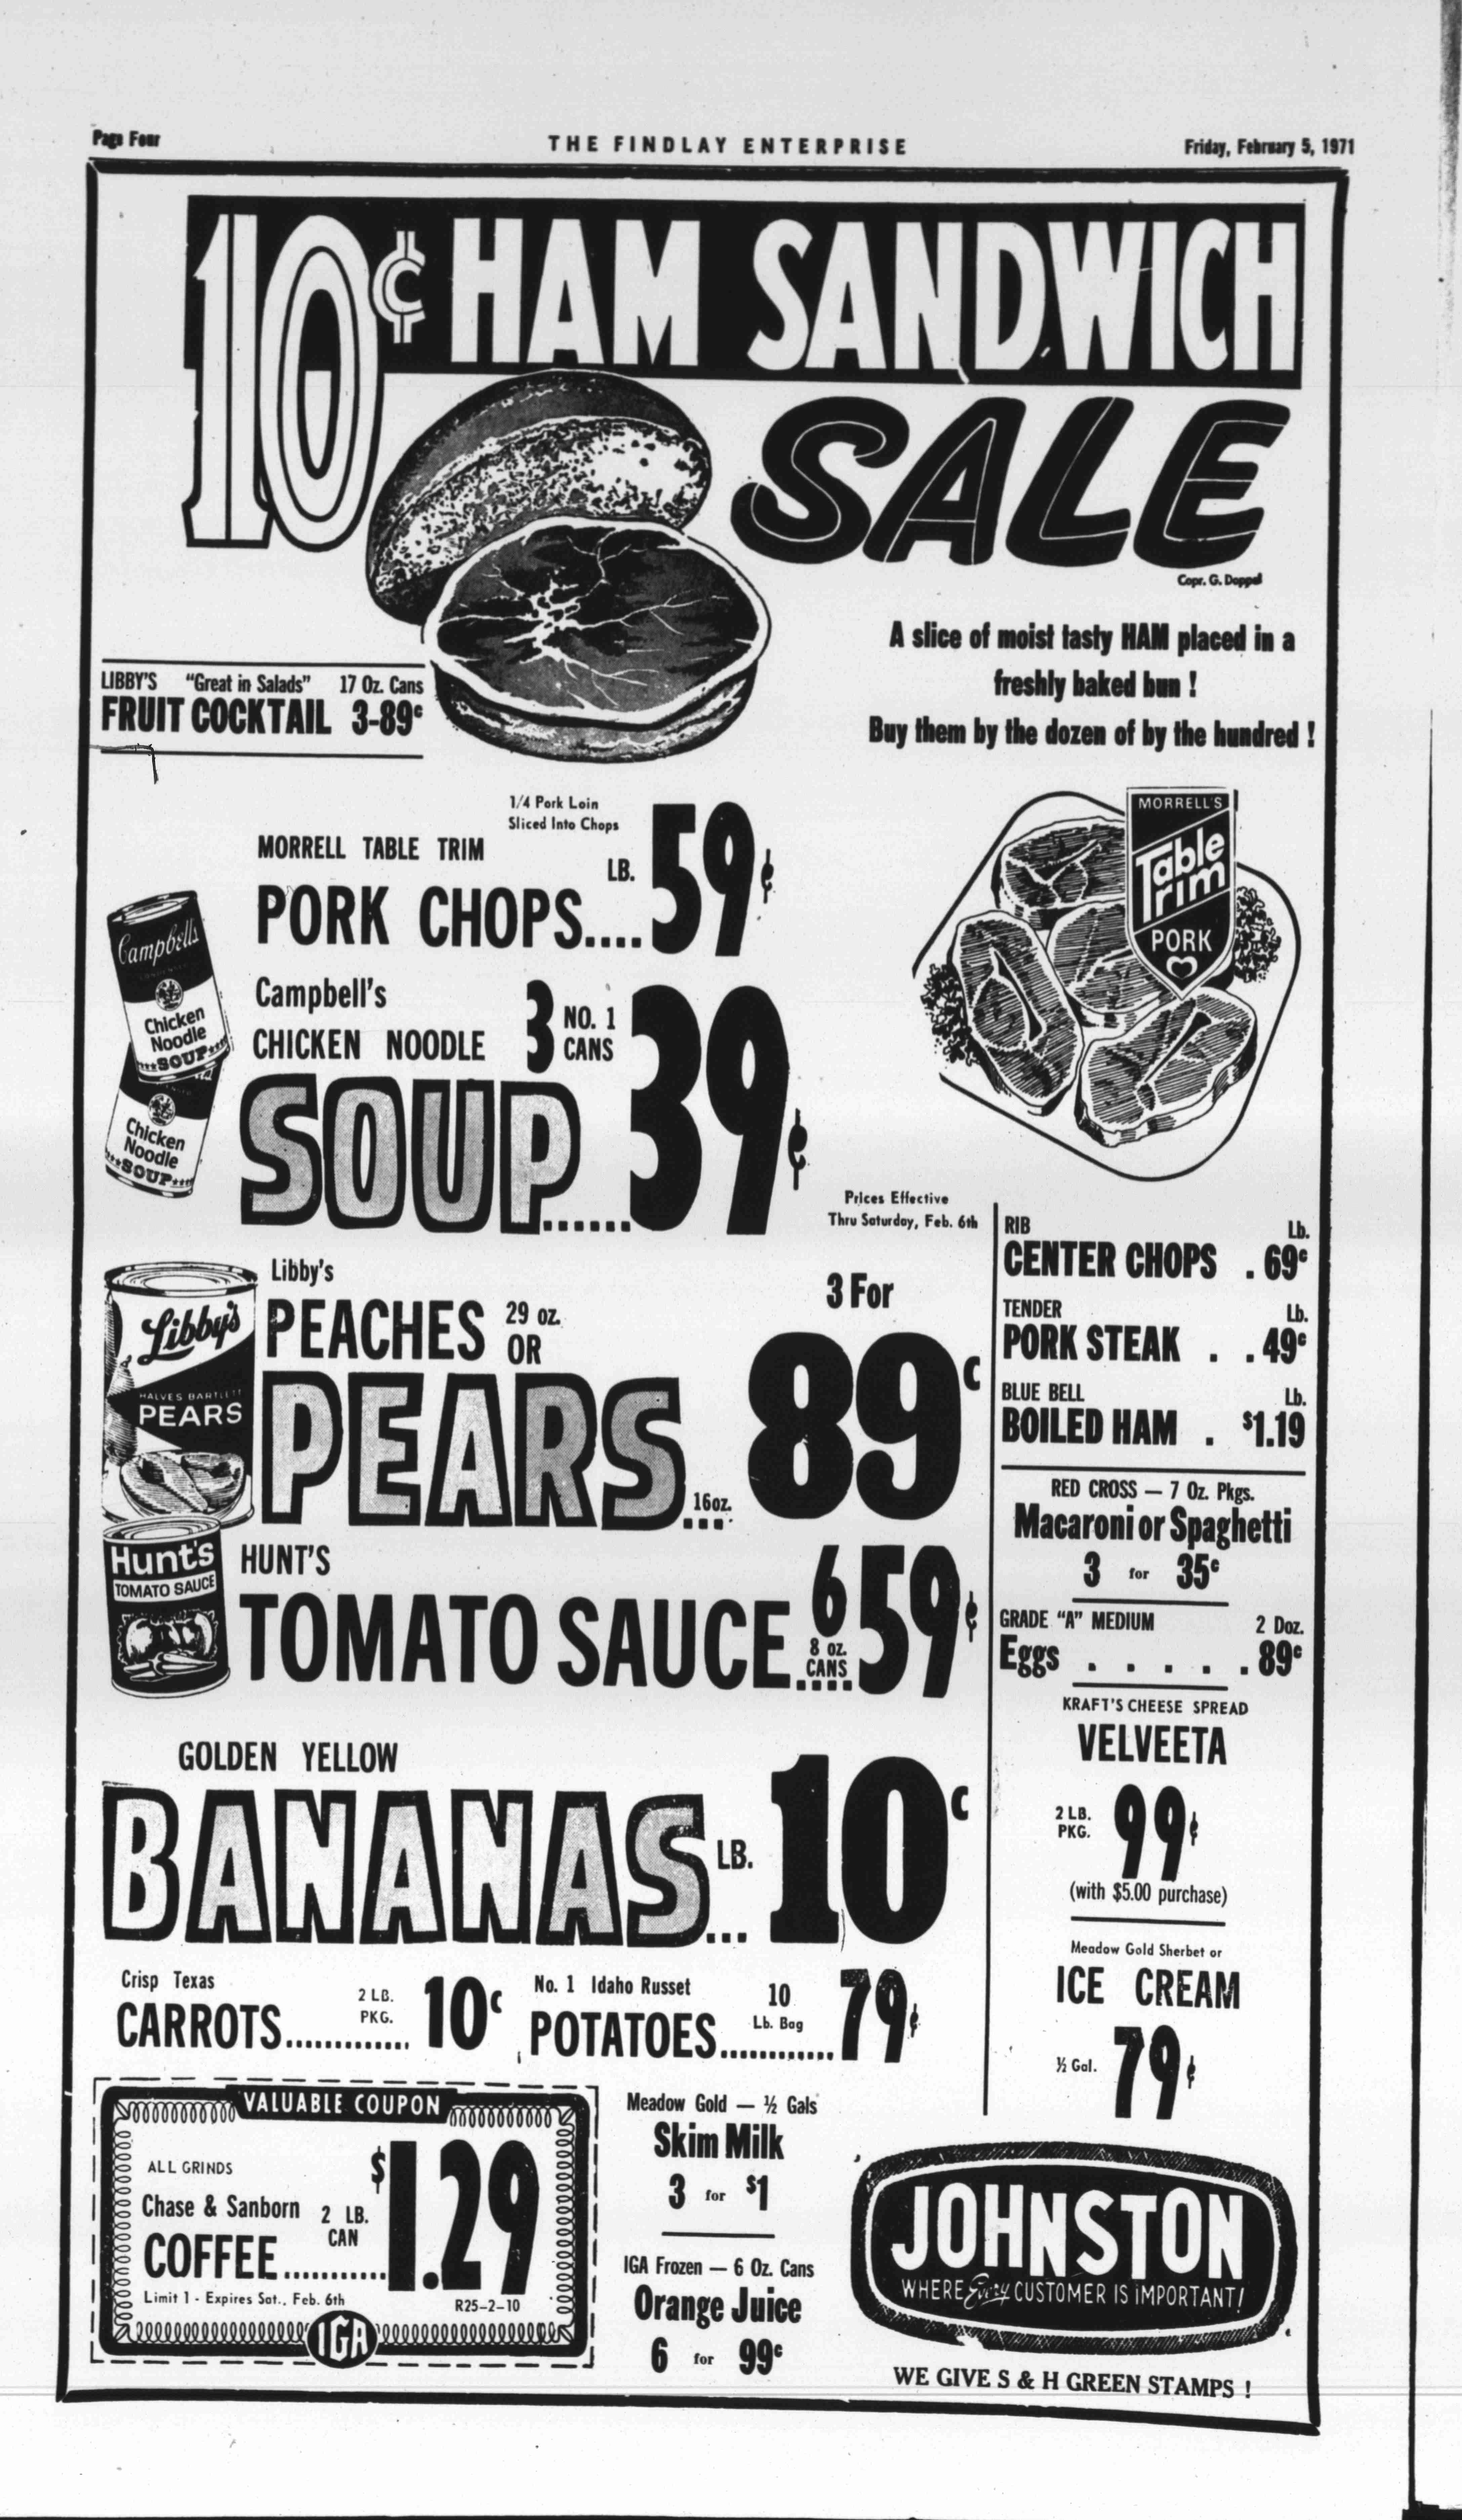 Page Four
THE FINDLAY ENTERPRISE
Friday, February 5, 1971
10¢ HAM SANDWICH
SALE
Copr. G. Doppel
A slice of moist tasty HAM placed in a
freshly baked bun !
Buy them by the dozen of by the hundred !
LIBBY'S "Great in Salads" 17 Oz. Cans
FRUIT COCKTAIL 3-89¢
1/4 Pork Loin
Sliced Into Chops
MORRELL TABLE TRIM
PORK CHOPS.... LB. 59¢
MORRELL'S
Table
Trim
PORK
Campbell's
CONDENSED
Chicken
Noodle
SOUP
Chicken
Noodle
SOUP
Campbell's
CHICKEN NOODLE 3 NO. 1 CANS
SOUP...... 39¢
Prices Effective
Thru Saturday, Feb. 6th
Libby's
HALVES BARTLETT
PEARS
Libby's
PEACHES 29 oz.
OR
3 For
PEARS.... 16oz. 89¢
Hunt's
TOMATO SAUCE
HUNT'S
TOMATO SAUCE.... 6 8 oz. CANS 59¢
GOLDEN YELLOW
BANANAS... LB. 10¢
Crisp Texas
CARROTS............. 2 LB. PKG. 10¢
No. 1 Idaho Russet
POTATOES............ 10 Lb. Bag 79¢
RIB Lb.
CENTER CHOPS . 69¢
TENDER Lb.
PORK STEAK . . 49¢
BLUE BELL Lb.
BOILED HAM . $1.19
RED CROSS — 7 Oz. Pkgs.
Macaroni or Spaghetti
3 for 35¢
GRADE "A" MEDIUM 2 Doz.
Eggs . . . . . . 89¢
KRAFT'S CHEESE SPREAD
VELVEETA
2 LB. PKG. 99¢
(with $5.00 purchase)
Meadow Gold Sherbet or
ICE CREAM
½ Gal. 79¢
VALUABLE COUPON
ALL GRINDS
Chase & Sanborn 2 LB.
COFFEE........... CAN $1.29
Limit 1 - Expires Sat., Feb. 6th R25-2-10
IGA
Meadow Gold — ½ Gals
Skim Milk
3 for $1
IGA Frozen — 6 Oz. Cans
Orange Juice
6 for 99¢
JOHNSTON
WHERE Every CUSTOMER IS IMPORTANT!
WE GIVE S & H GREEN STAMPS !